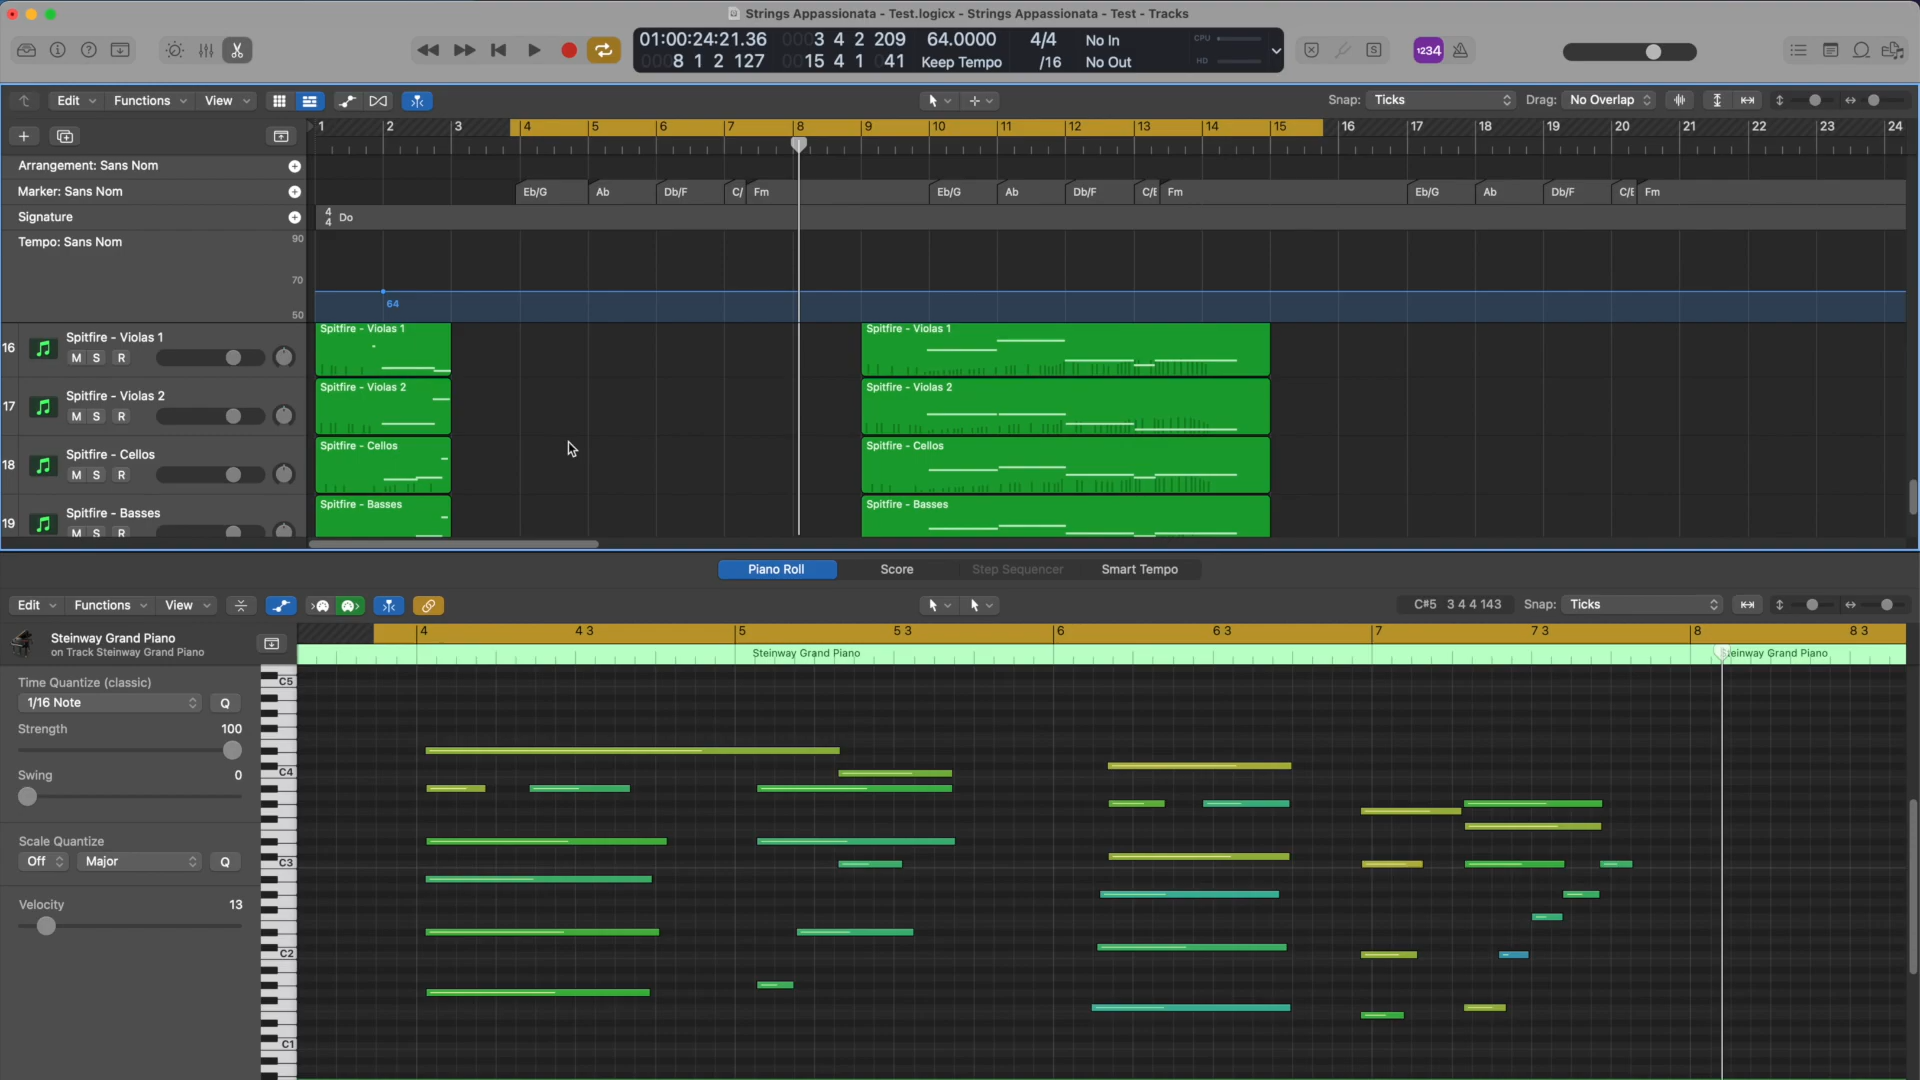 Strings Appassionata - Test.logicx - Strings Appassionata - Test - Tracks
01:00:24:21.36 0003 4 2 209 64.0000 4/4 No In CPU
0008 1 2 127 0015 4 1 041 Keep Tempo /16 No Out HD
1234
Edit Functions View Snap: Ticks Drag: No Overlap
1 2 3 4 5 6 7 8 9 10 11 12 13 14 15 16 17 18 19 20 21 22 23 24
Arrangement: Sans Nom
Marker: Sans Nom Eb/G Ab Db/F C/ Fm Eb/G Ab Db/F C/E Fm Eb/G Ab Db/F C/E Fm
Signature 4 4 Do
Tempo: Sans Nom 90
70
64
50
16 Spitfire - Violas 1 M S R Spitfire - Violas 1 Spitfire - Violas 1
17 Spitfire - Violas 2 M S R Spitfire - Violas 2 Spitfire - Violas 2
18 Spitfire - Cellos M S R Spitfire - Cellos Spitfire - Cellos
19 Spitfire - Basses M S R Spitfire - Basses Spitfire - Basses
Piano Roll Score Step Sequencer Smart Tempo
Edit Functions View C#5 3 4 4 143 Snap: Ticks
4 4 3 5 5 3 6 6 3 7 7 3 8 8 3
Steinway Grand Piano
on Track Steinway Grand Piano
Steinway Grand Piano Steinway Grand Piano
Time Quantize (classic)
1/16 Note Q
Strength 100
Swing 0
Scale Quantize
Off Major Q
Velocity 13
C5
C4
C3
C2
C1